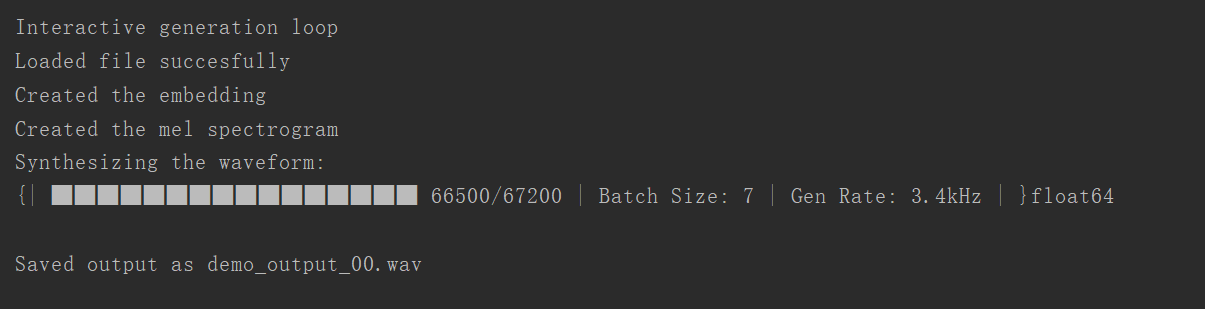 Interactive generation loop
Loaded file succesfully
Created the embedding
Created the mel spectrogram
Synthesizing the waveform:
{| ████████████████ 66500/67200 | Batch Size: 7 | Gen Rate: 3.4kHz | }float64
Saved output as demo_output_00.wav